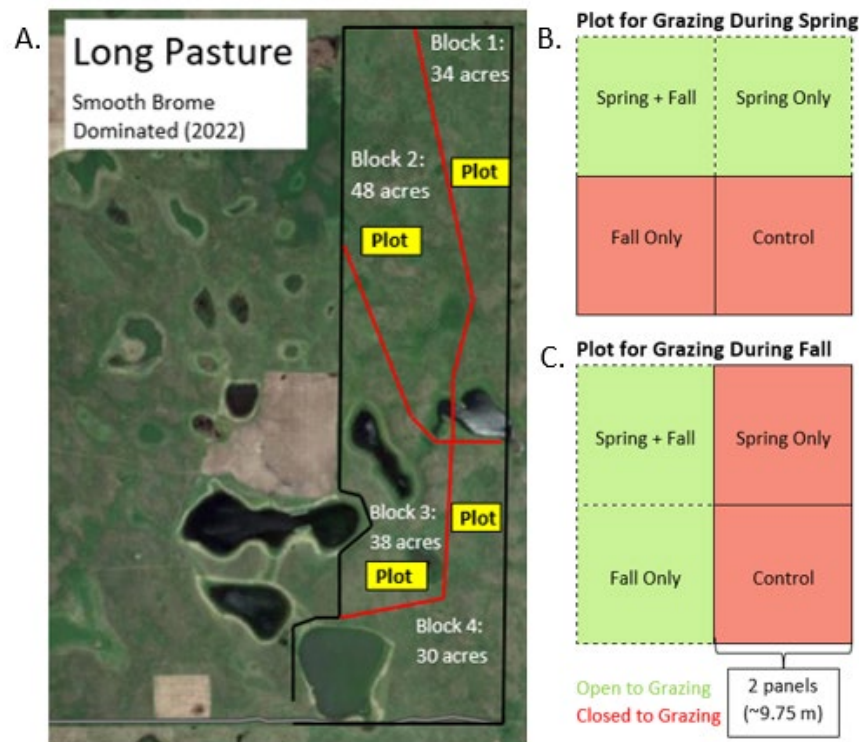 A.
Long Pasture
Smooth Brome
Dominated (2022)
Block 1:
34 acres
Block 2:
48 acres
Plot
Plot
Block 3:
38 acres
Plot
Plot
Block 4:
30 acres
B.
Plot for Grazing During Spring
Spring + Fall
Spring Only
Fall Only
Control
C.
Plot for Grazing During Fall
Spring + Fall
Spring Only
Fall Only
Control
Open to Grazing
Closed to Grazing
2 panels
(~9.75 m)